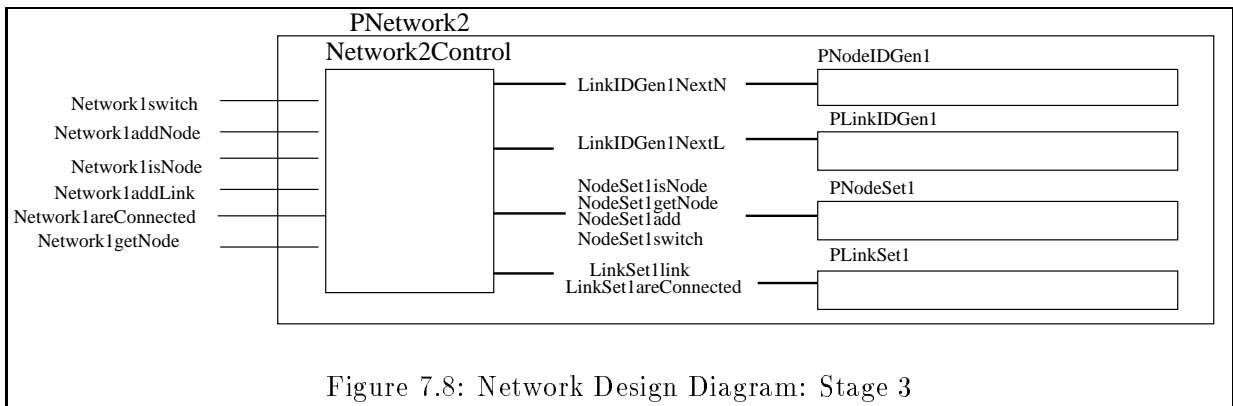 PNetwork2
Network2Control
Network1switch
Network1addNode
Network1isNode
Network1addLink
Network1areConnected
Network1getNode
LinkIDGen1NextN
LinkIDGen1NextL
NodeSet1isNode
NodeSet1getNode
NodeSet1add
NodeSet1switch
LinkSet1link
LinkSet1areConnected
PNodeIDGen1
PLinkIDGen1
PNodeSet1
PLinkSet1
Figure 7.8: Network Design Diagram: Stage 3